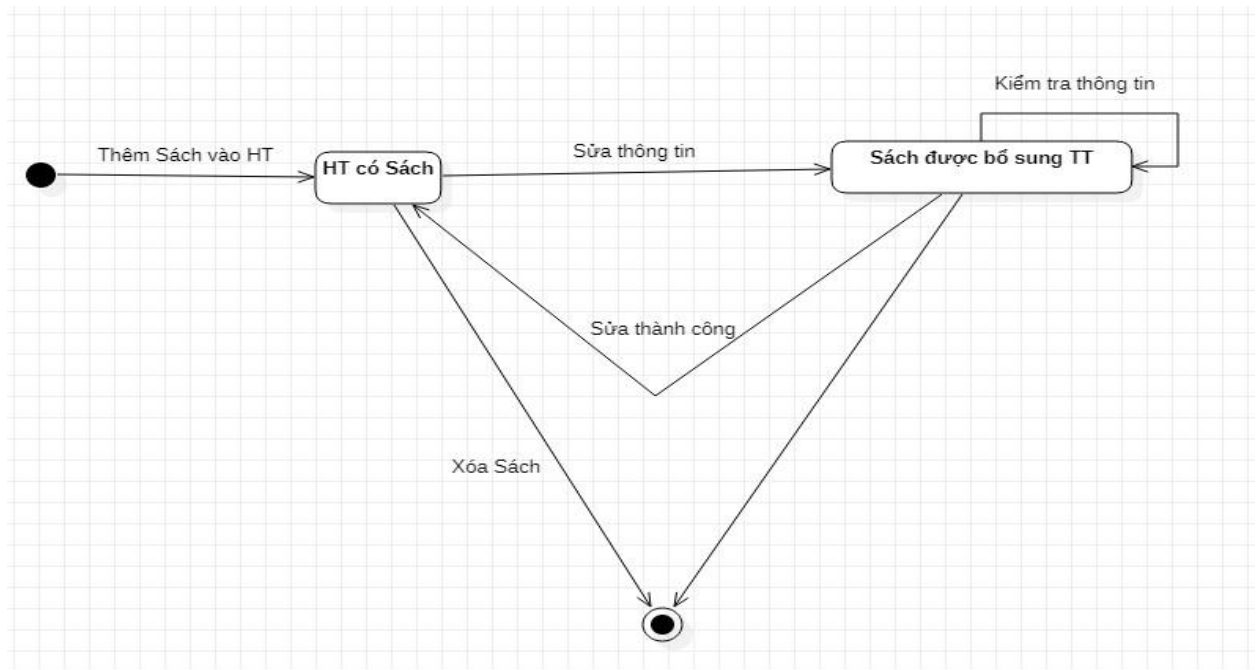 Kiểm tra thông tin
Thêm Sách vào HT
HT có Sách
Sửa thông tin
Sách được bổ sung TT
Sửa thành công
Xóa Sách